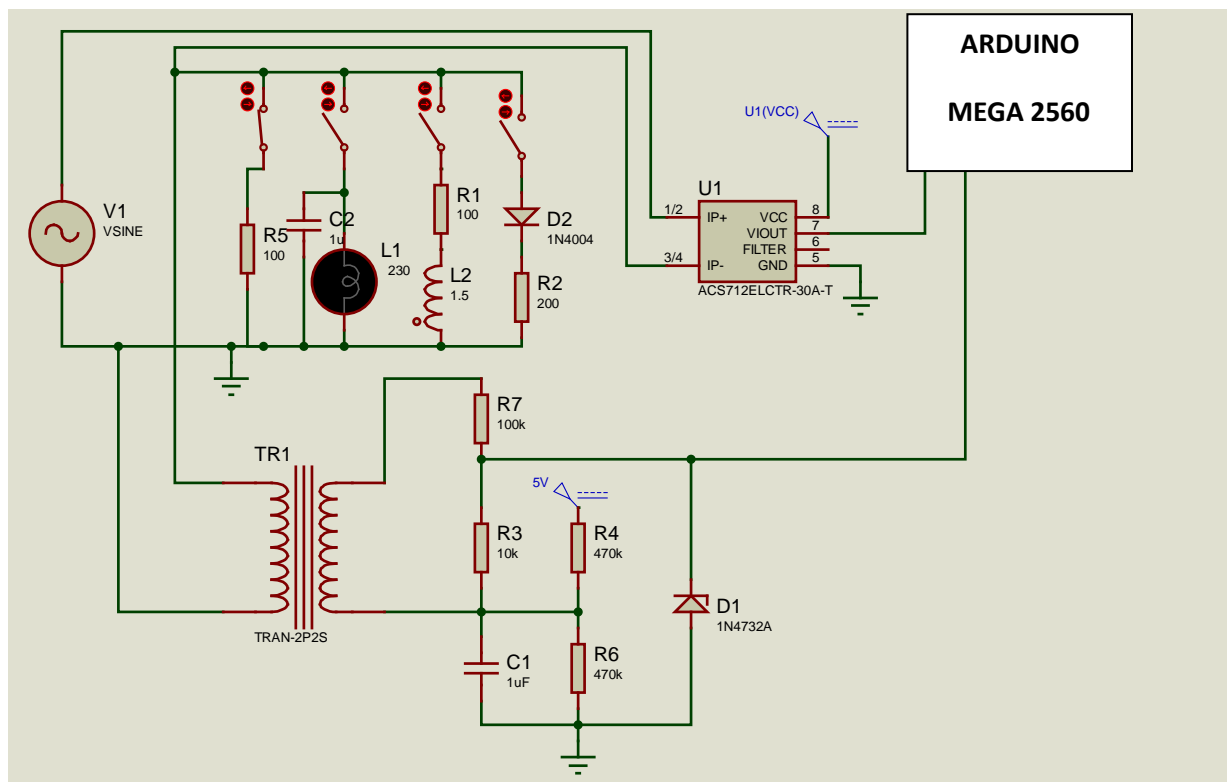 ARDUINO
MEGA 2560
U1(VCC)
V1
VSINE
R5
100
C2
1u
L1
230
R1
100
L2
1.5
D2
1N4004
R2
200
U1
1/2
IP+
3/4
IP-
VCC
8
VIOUT
7
FILTER
6
GND
5
ACS712ELCTR-30A-T
TR1
TRAN-2P2S
R7
100k
5V
R3
10k
R4
470k
C1
1uF
R6
470k
D1
1N4732A